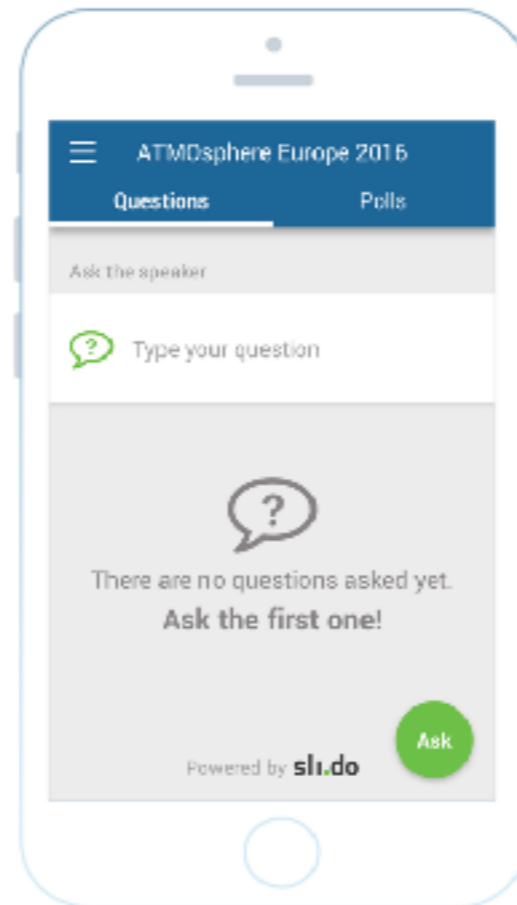 ATMOsphere Europe 2016
Questions Polls
Ask the speaker
? Type your question
?
There are no questions asked yet.
Ask the first one!
Ask
Powered by sli.do